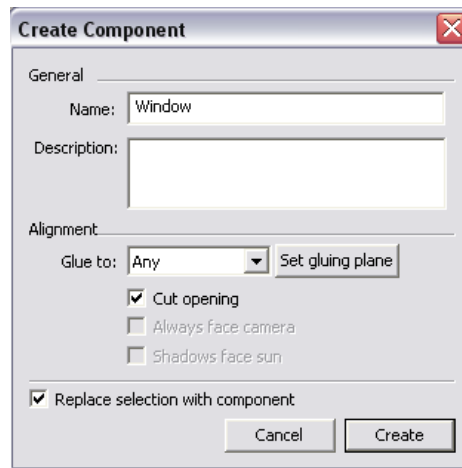 Create Component
General
Name: Window
Description:
Alignment
Glue to: Any Set gluing plane
Cut opening
Always face camera
Shadows face sun
Replace selection with component
Cancel Create